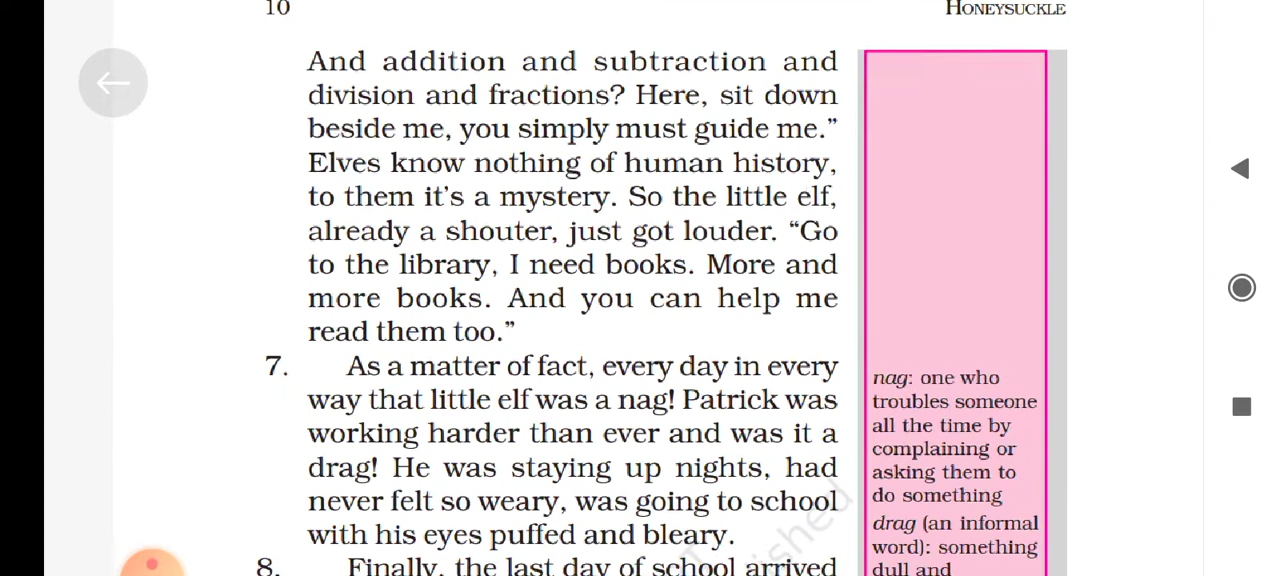 10
HONEYSUCKLE
And addition and subtraction and
division and fractions? Here, sit down
beside me, you simply must guide me.”
Elves know nothing of human history,
to them it's a mystery. So the little elf,
already a shouter, just got louder. “Go
to the library, I need books. More and
more books. And you can help me
read them too.”
7. As a matter of fact, every day in every
way that little elf was a nag! Patrick was
working harder than ever and was it a
drag! He was staying up nights, had
never felt so weary, was going to school
with his eyes puffed and bleary.
8. Finally, the last day of school arrived
nag: one who
troubles someone
all the time by
complaining or
asking them to
do something
drag (an informal
word): something
dull and